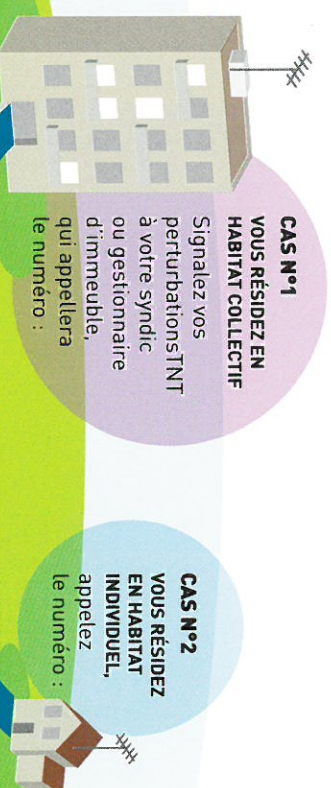 CAS N°1
VOUS RÉSIDEZ EN
HABITAT COLLECTIF
Signalez vos
perturbations TNT
à votre syndic
ou gestionnaire
d'immeuble,
qui appellera
le numéro :
CAS N°2
VOUS RÉSIDEZ
EN HABITAT
INDIVIDUEL,
appelez
le numéro :